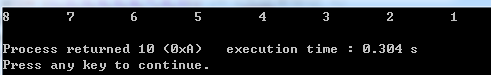 8 7 6 5 4 3 2 1
Process returned 10 (0xA) execution time : 0.304 s
Press any key to continue.